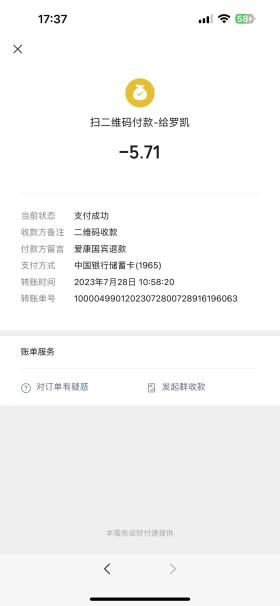 17:37
58
扫二维码付款-给罗凯
-5.71
当前状态 支付成功
收款方备注 二维码收款
付款方留言 爱康国宾退款
支付方式 中国银行储蓄卡(1965)
转账时间 2023年7月28日 10:58:20
转账单号 1000049901202307280728916196063
账单服务
对订单有疑惑 发起群收款
本服务由财付通提供